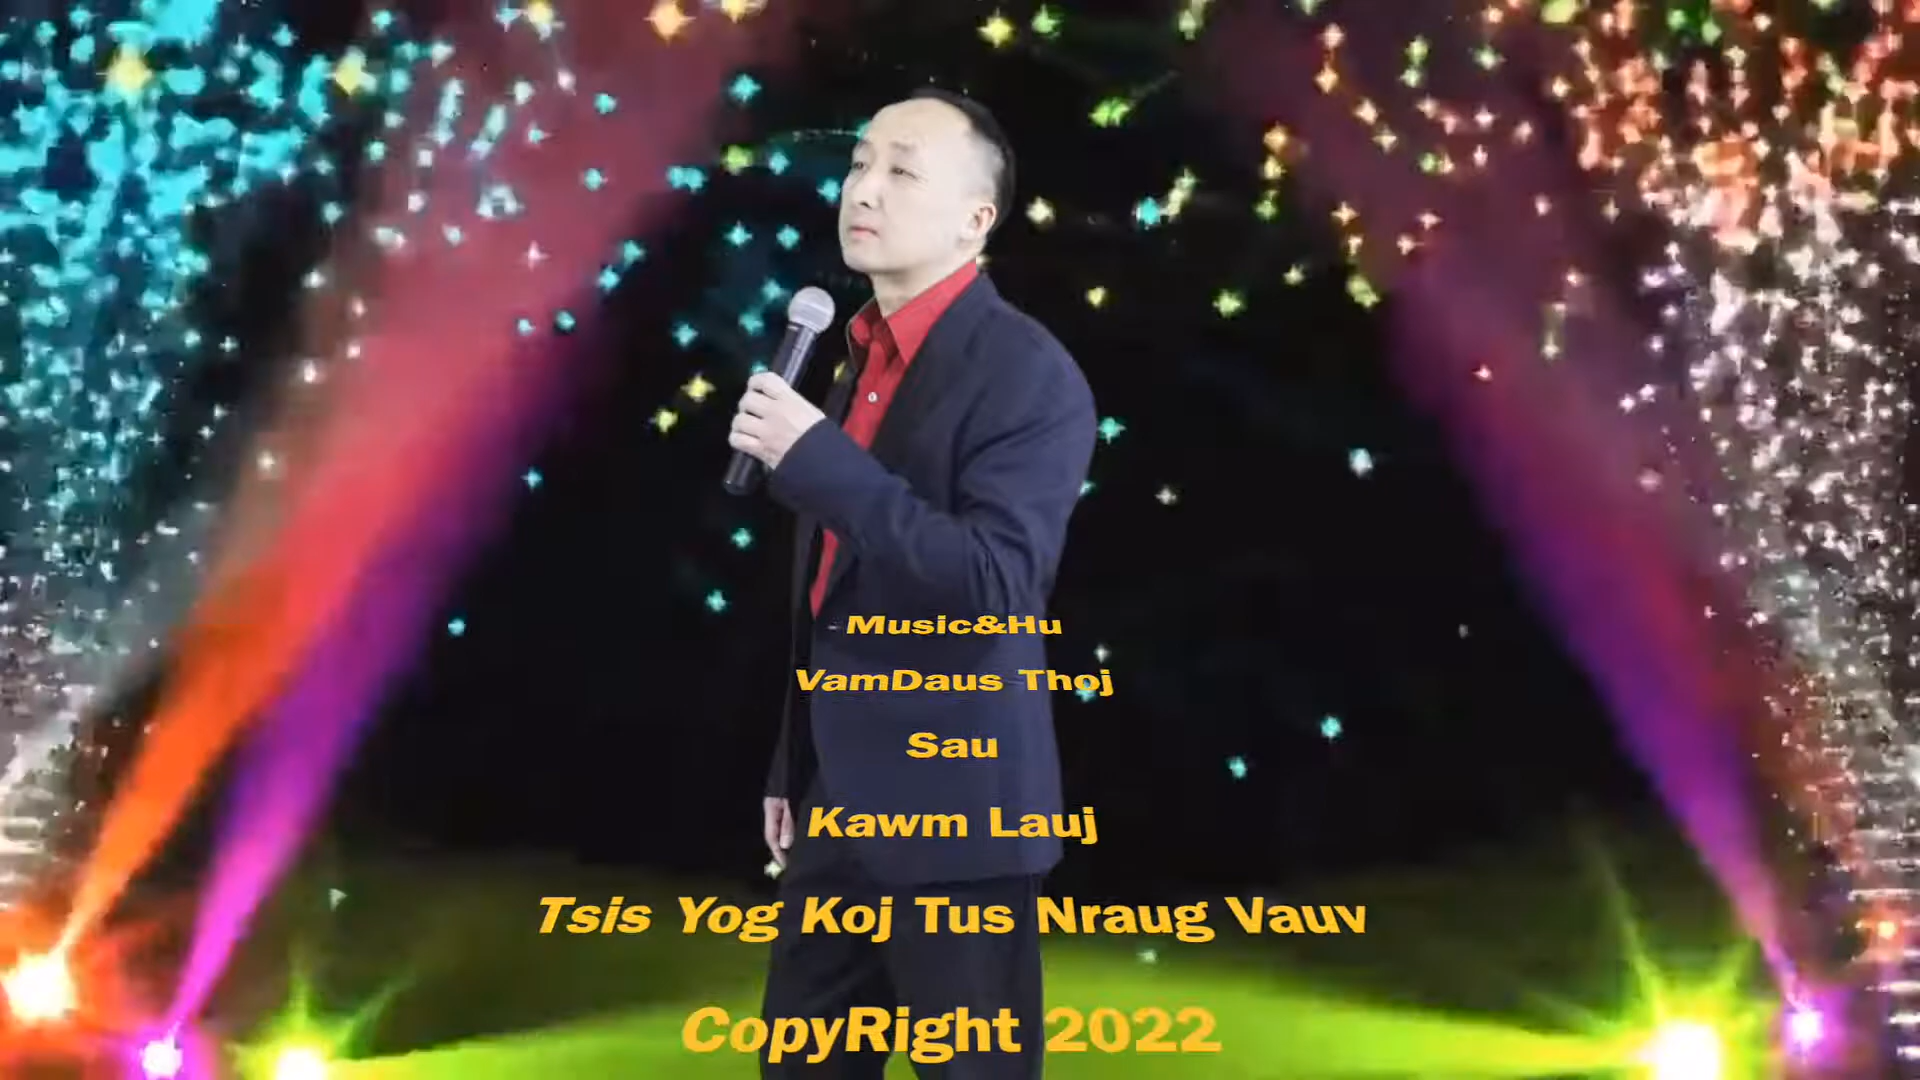 Music&Hu
VamDaus Thoj
Sau
Kawm Lauj
Tsis Yog Koj Tus Nraug Vauv
CopyRight 2022